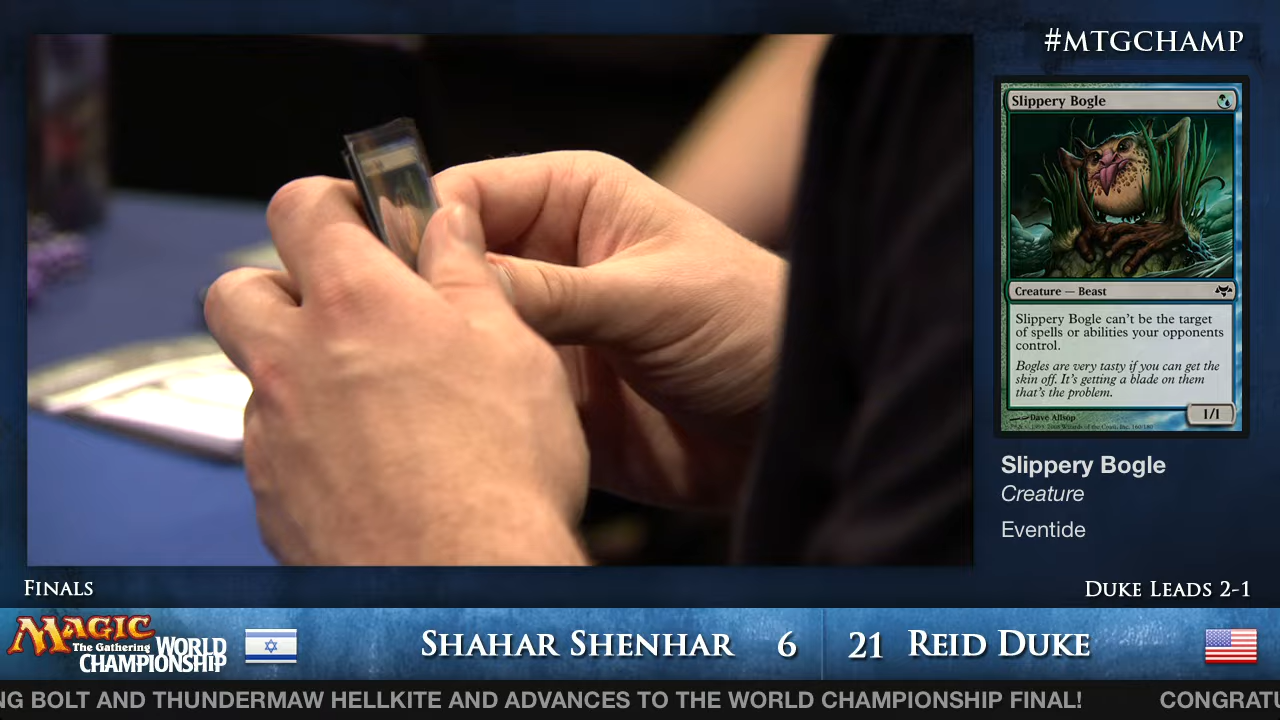 #MTGCHAMP
Slippery Bogle
Creature — Beast
Slippery Bogle can't be the target
of spells or abilities your opponents
control.
Bogles are very tasty if you can get the
skin off. It's getting a blade on them
that's the problem.
1/1
Dave Allsop
Slippery Bogle
Creature
Eventide
FINALS
DUKE LEADS 2-1
MAGIC
The Gathering
WORLD
CHAMPIONSHIP
SHAHAR SHENHAR 6 21 REID DUKE
NG BOLT AND THUNDERMAW HELLKITE AND ADVANCES TO THE WORLD CHAMPIONSHIP FINAL! CONGRATU